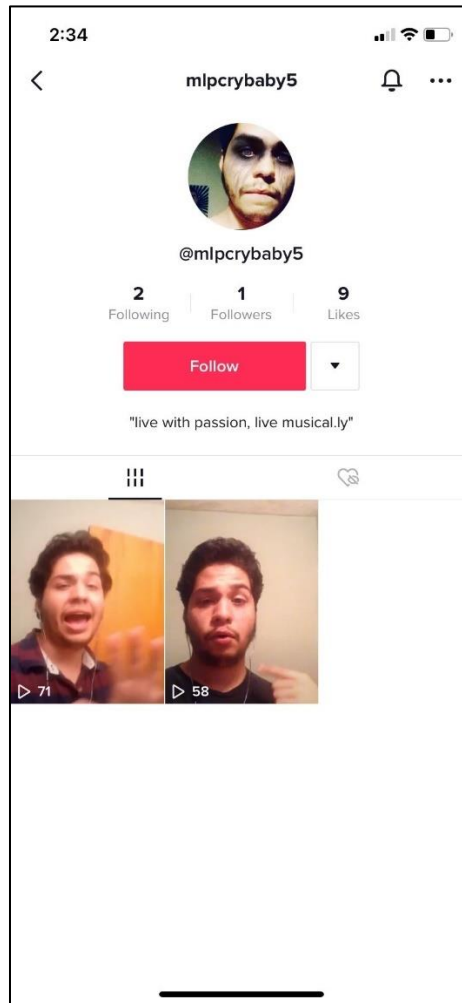 2:34
mlpcrybaby5
@mlpcrybaby5
2 1 9
Following Followers Likes
Follow
"live with passion, live musical.ly"
71 58